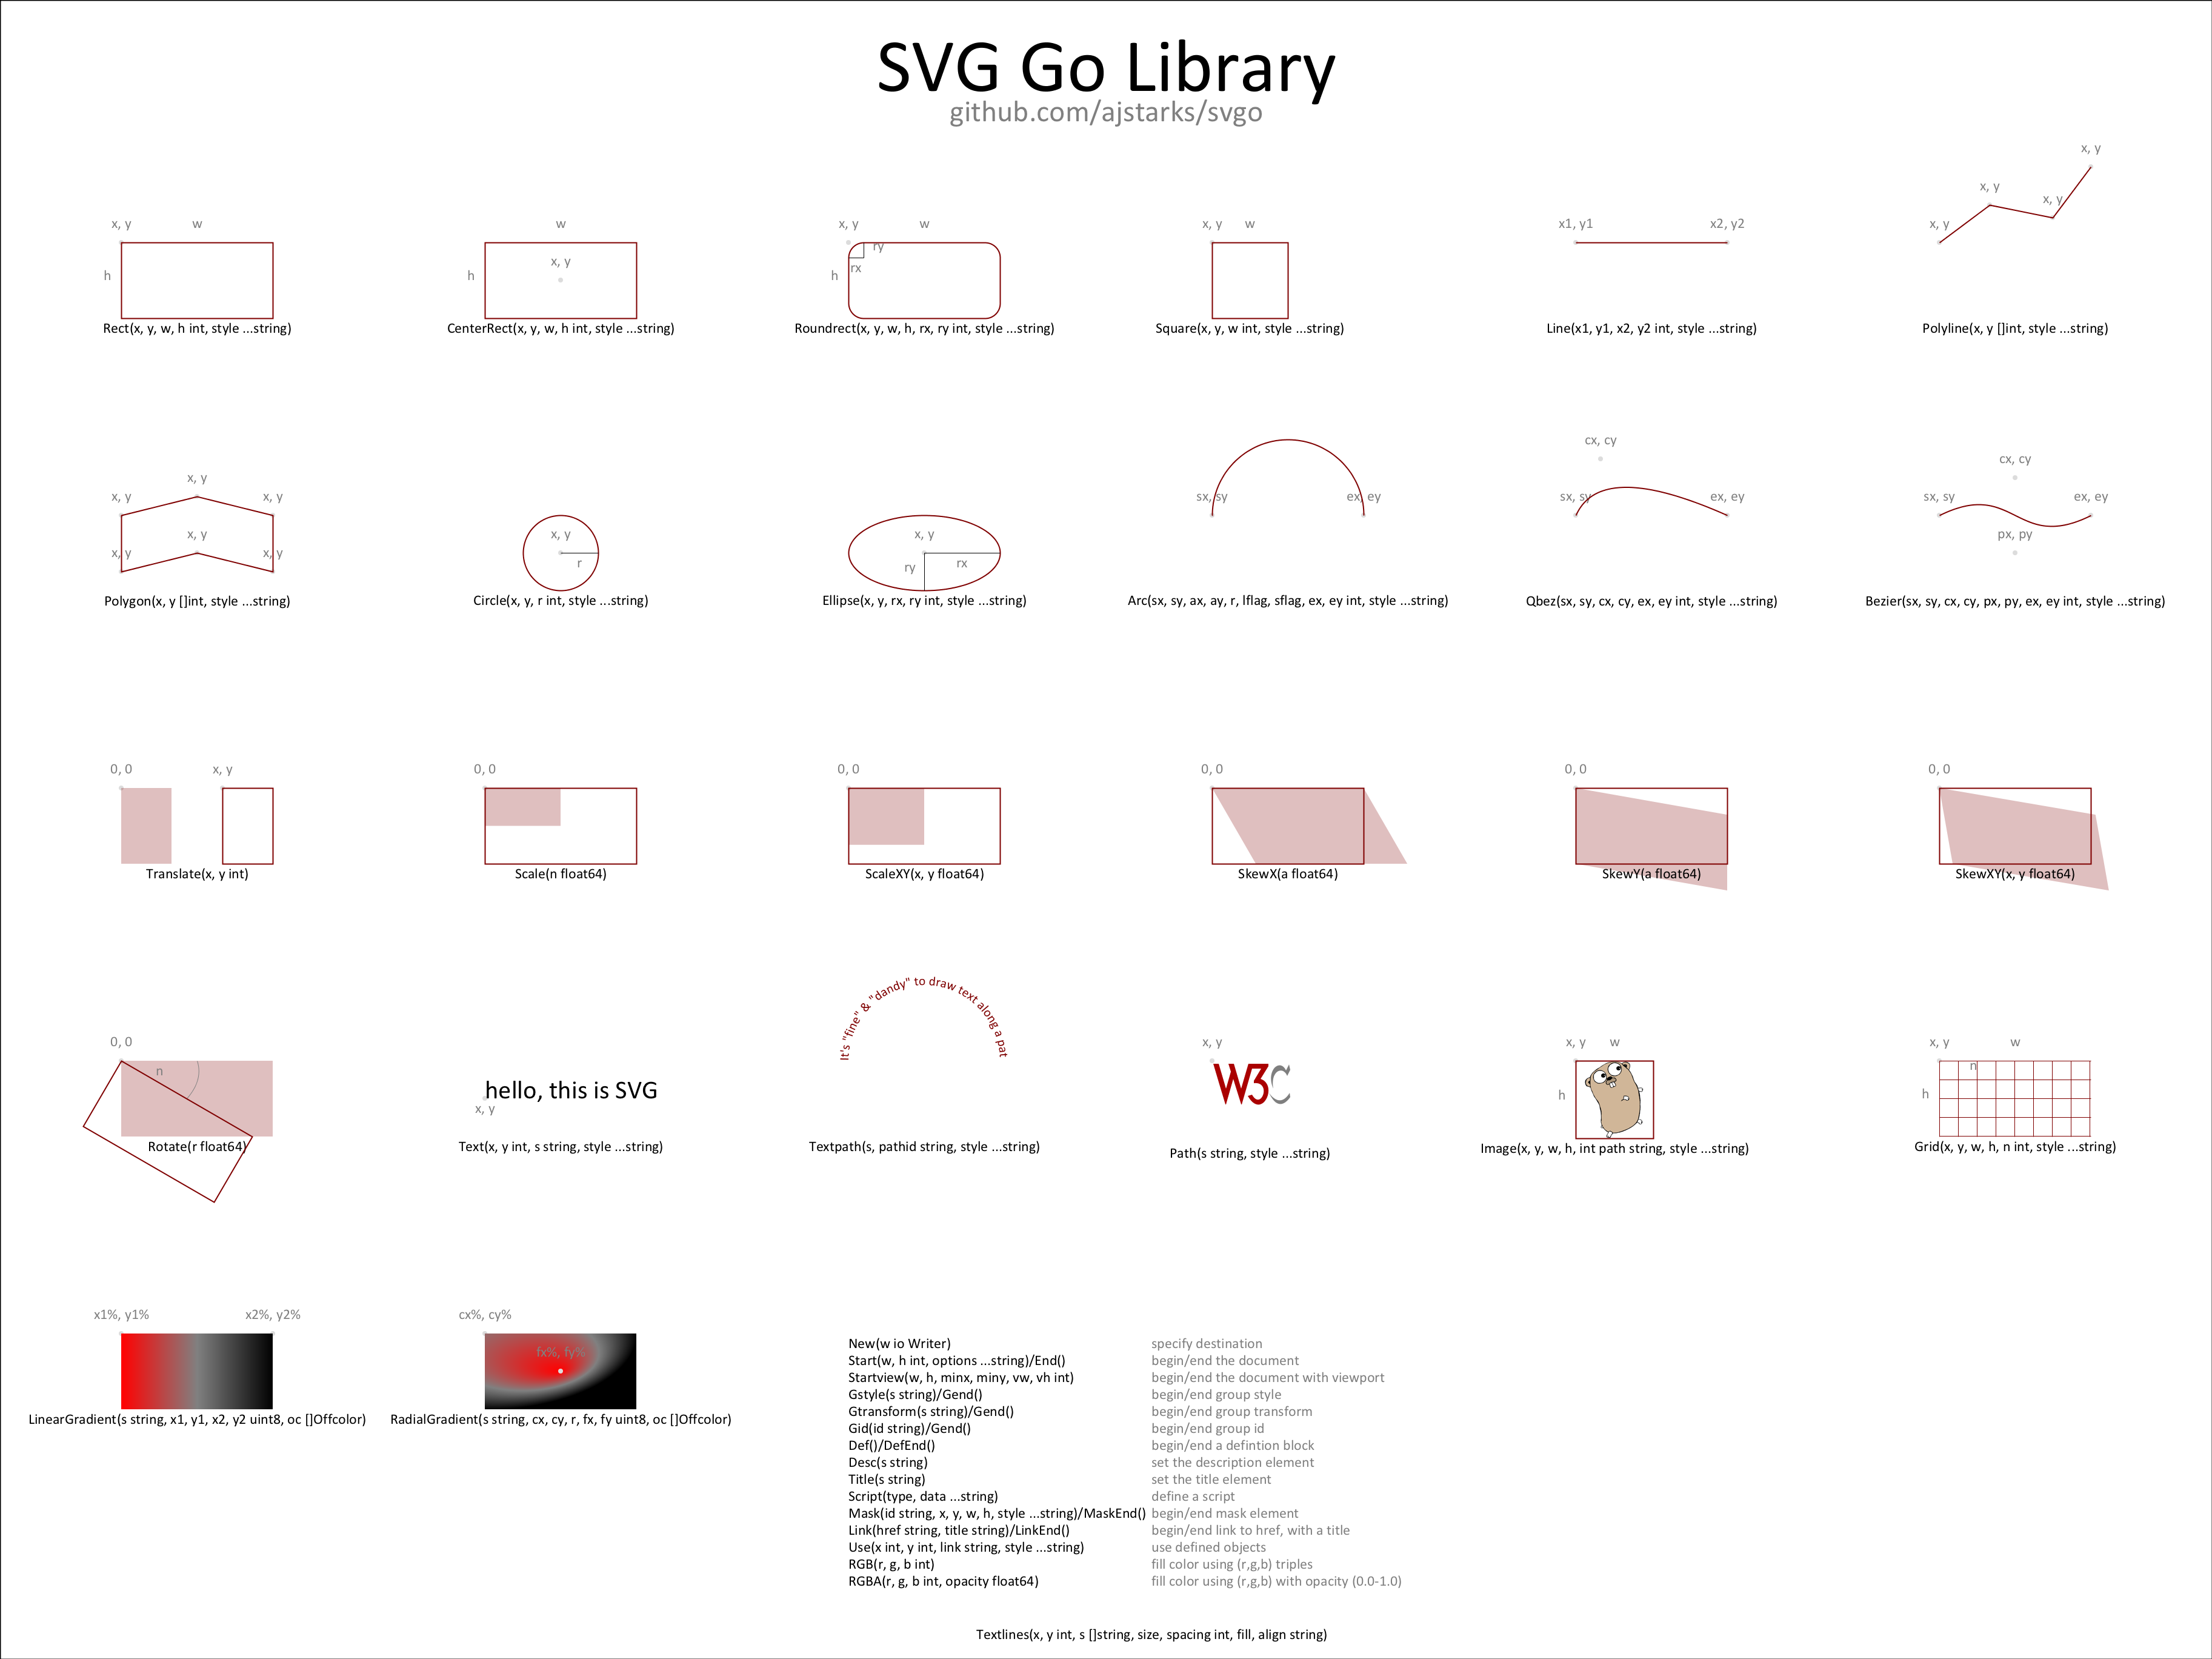 SVG Go Library
github.com/ajstarks/svgo
x, y w
h
Rect(x, y, w, h int, style ...string)
w
x, y
h
CenterRect(x, y, w, h int, style ...string)
x, y w
ry
rx
h
Roundrect(x, y, w, h, rx, ry int, style ...string)
x, y w
Square(x, y, w int, style ...string)
x1, y1 x2, y2
Line(x1, y1, x2, y2 int, style ...string)
x, y
x, y
x, y
x, y
Polyline(x, y []int, style ...string)
x, y
x, y x, y
x, y
x, y x, y
Polygon(x, y []int, style ...string)
x, y
r
Circle(x, y, r int, style ...string)
x, y
ry rx
Ellipse(x, y, rx, ry int, style ...string)
sx, sy ex, ey
Arc(sx, sy, ax, ay, r, lflag, sflag, ex, ey int, style ...string)
cx, cy
sx, sy ex, ey
Qbez(sx, sy, cx, cy, ex, ey int, style ...string)
cx, cy
sx, sy ex, ey
px, py
Bezier(sx, sy, cx, cy, px, py, ex, ey int, style ...string)
0, 0 x, y
Translate(x, y int)
0, 0
Scale(n float64)
0, 0
ScaleXY(x, y float64)
0, 0
SkewX(a float64)
0, 0
SkewY(a float64)
0, 0
SkewXY(x, y float64)
0, 0
n
Rotate(r float64)
hello, this is SVG
x, y
Text(x, y int, s string, style ...string)
It's "fine" & "dandy" to draw text along a pat
Textpath(s, pathid string, style ...string)
x, y
W3C
Path(s string, style ...string)
x, y w
h
Image(x, y, w, h, int path string, style ...string)
x, y w
n
h
Grid(x, y, w, h, n int, style ...string)
x1%, y1% x2%, y2%
LinearGradient(s string, x1, y1, x2, y2 uint8, oc []Offcolor)
cx%, cy%
fx%, fy%
RadialGradient(s string, cx, cy, r, fx, fy uint8, oc []Offcolor)
New(w io Writer) specify destination
Start(w, h int, options ...string)/End() begin/end the document
Startview(w, h, minx, miny, vw, vh int) begin/end the document with viewport
Gstyle(s string)/Gend() begin/end group style
Gtransform(s string)/Gend() begin/end group transform
Gid(id string)/Gend() begin/end group id
Def()/DefEnd() begin/end a defintion block
Desc(s string) set the description element
Title(s string) set the title element
Script(type, data ...string) define a script
Mask(id string, x, y, w, h, style ...string)/MaskEnd() begin/end mask element
Link(href string, title string)/LinkEnd() begin/end link to href, with a title
Use(x int, y int, link string, style ...string) use defined objects
RGB(r, g, b int) fill color using (r,g,b) triples
RGBA(r, g, b int, opacity float64) fill color using (r,g,b) with opacity (0.0-1.0)
Textlines(x, y int, s []string, size, spacing int, fill, align string)